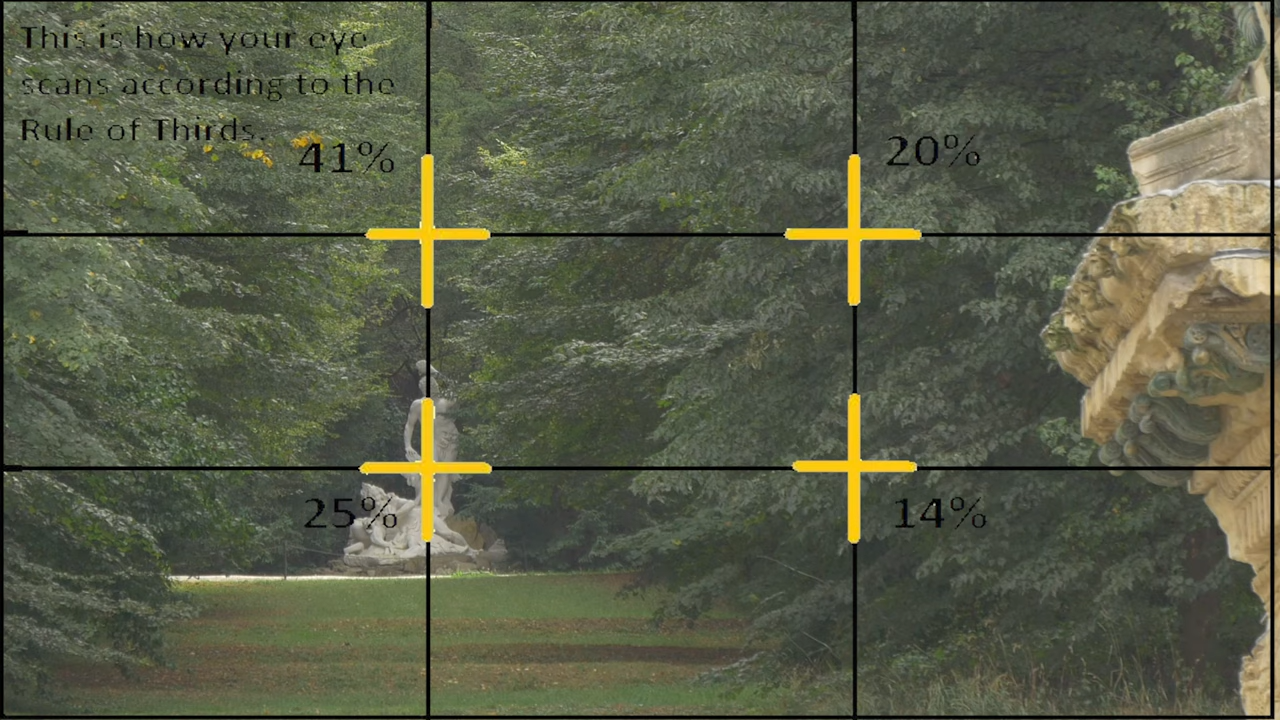 This is how your eye
scans according to the
Rule of Thirds.
41%
20%
25%
14%